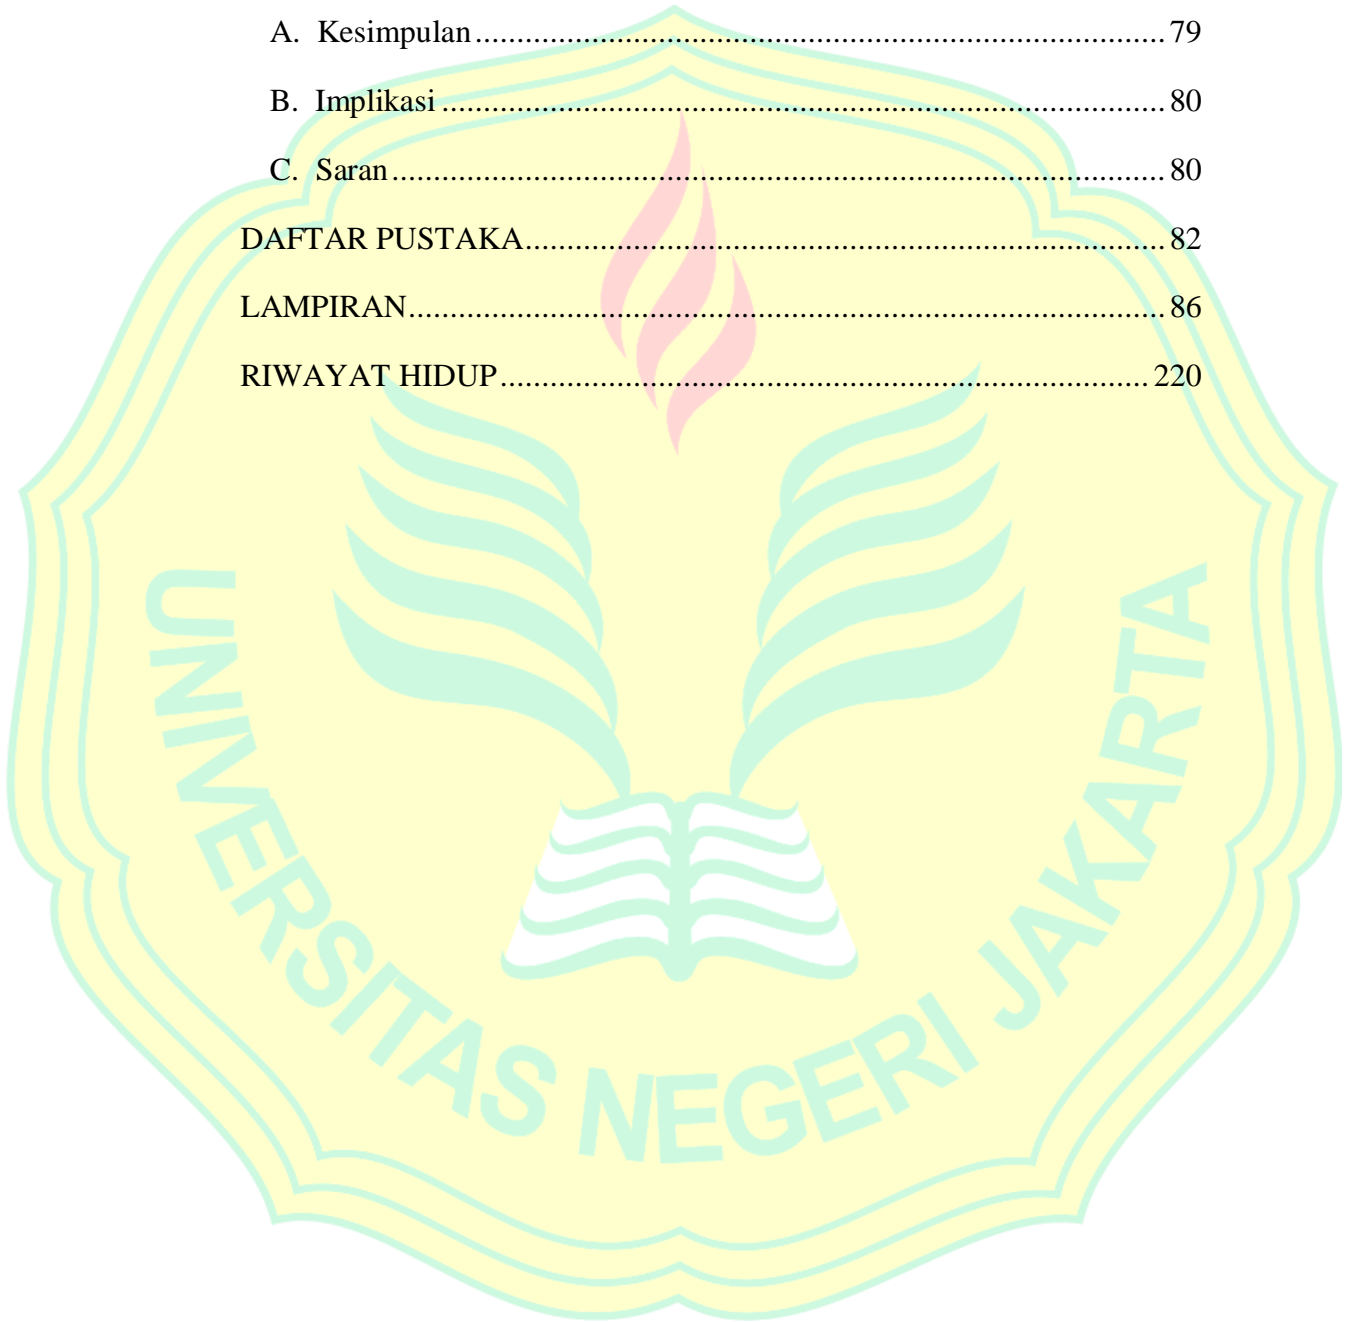 A. Kesimpulan.....................................................................................79
B. Implikasi.........................................................................................80
C. Saran...............................................................................................80
DAFTAR PUSTAKA...............................................................................82
LAMPIRAN.............................................................................................86
RIWAYAT HIDUP................................................................................220
UNIVERSITAS NEGERI JAKARTA